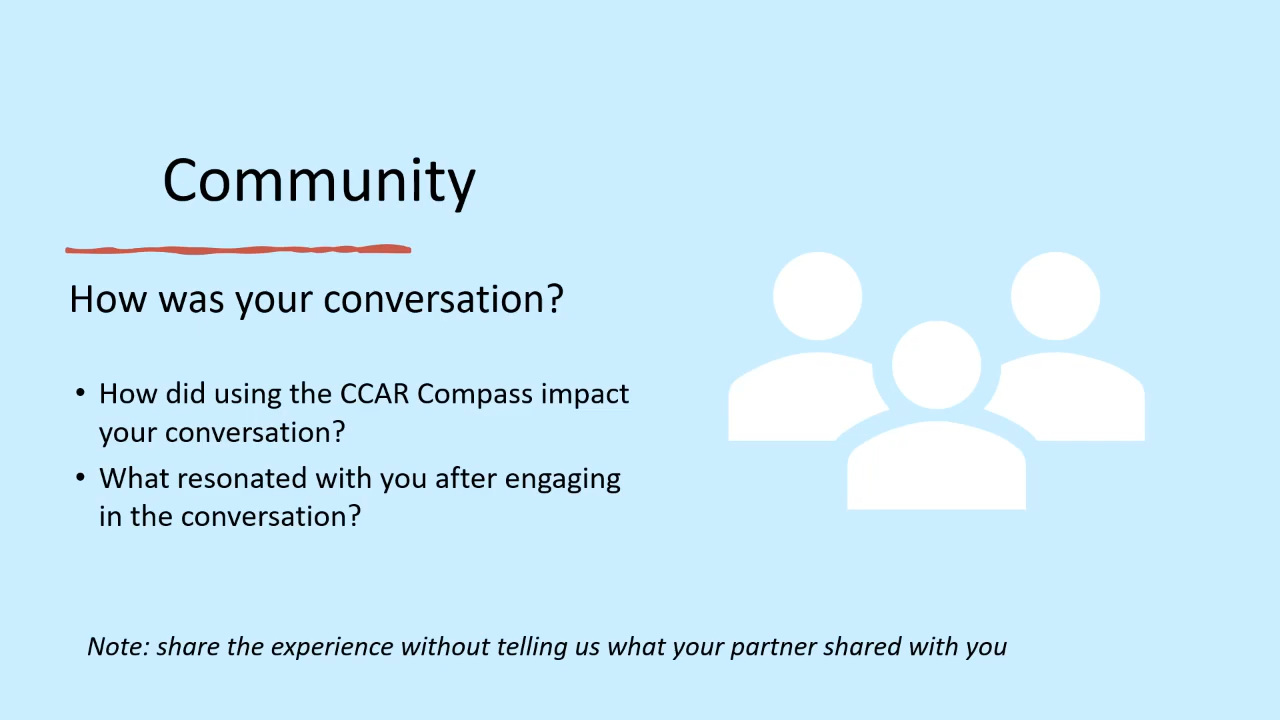 Community
How was your conversation?
• How did using the CCAR Compass impact
your conversation?
• What resonated with you after engaging
in the conversation?
Note: share the experience without telling us what your partner shared with you